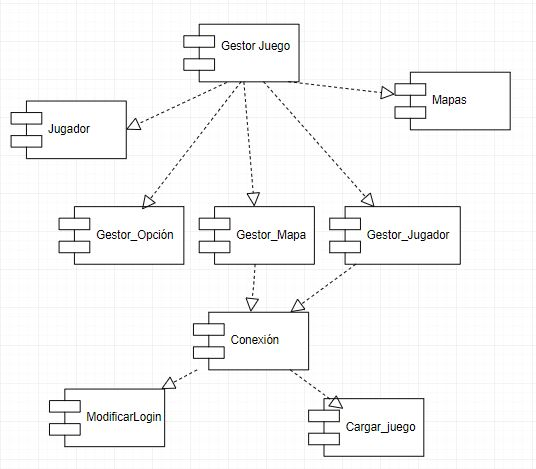 Gestor Juego
Mapas
Jugador
Gestor_Opción
Gestor_Mapa
Gestor_Jugador
Conexión
ModificarLogin
Cargar_juego